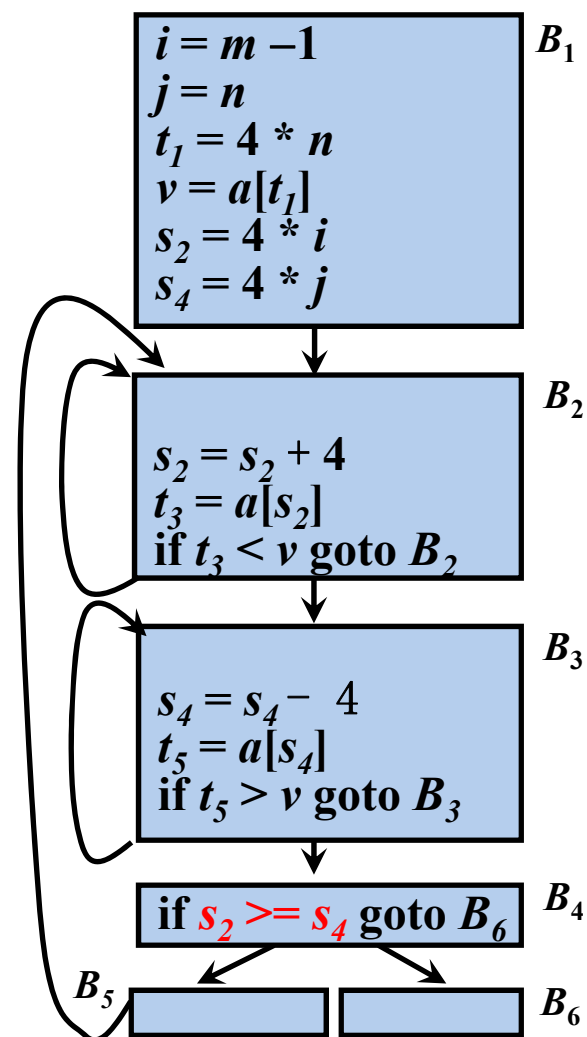 i = m –1
j = n
t₁ = 4 * n
v = a[t₁]
s₂ = 4 * i
s₄ = 4 * j
B₁
B₂
s₂ = s₂ + 4
t₃ = a[s₂]
if t₃ < v goto B₂
B₃
s₄ = s₄ – 4
t₅ = a[s₄]
if t₅ > v goto B₃
if s₂ >= s₄ goto B₆
B₄
B₅
B₆